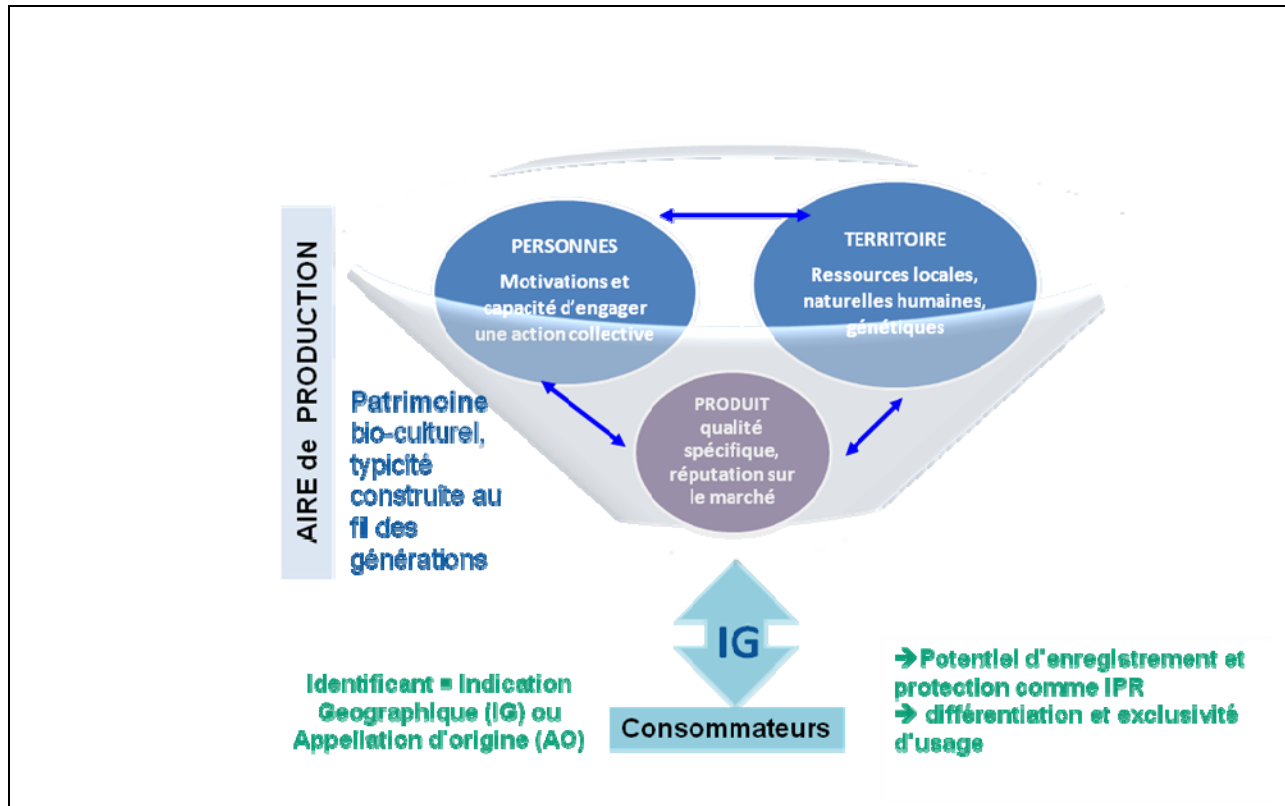 AIRE de PRODUCTION
PERSONNES
Motivations et
capacité d'engager
une action collective
TERRITOIRE
Ressources locales,
naturelles humaines,
génétiques
PRODUIT
qualité
spécifique,
réputation sur
le marché
Patrimoine
bio-culturel,
typicité
construite au
fil des
générations
IG
Identifiant = Indication
Geographique (IG) ou
Appellation d'origine (AO)
Consommateurs
➔ Potentiel d'enregistrement et
protection comme IPR
➔ différentiation et exclusivité
d'usage